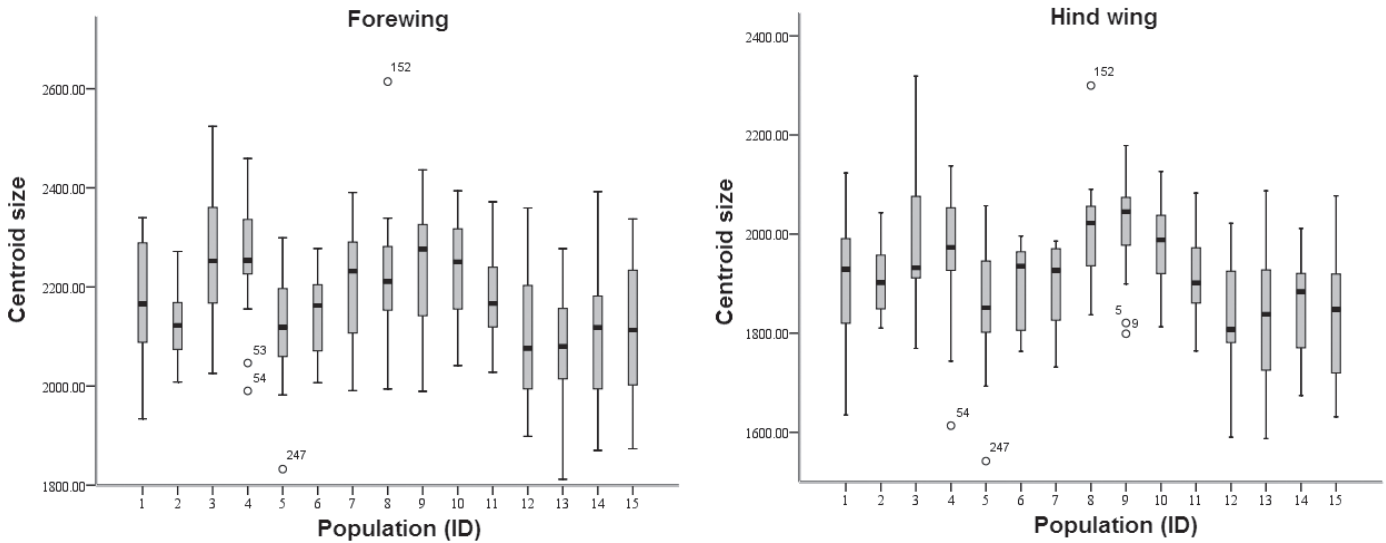 Forewing
152
2600.00
2400.00
2200.00
2000.00
1800.00
53
54
247
Centroid size
1 2 3 4 5 6 7 8 9 10 11 12 13 14 15
Population (ID)
Hind wing
2400.00
152
2200.00
2000.00
1800.00
1600.00
5
9
54
247
Centroid size
1 2 3 4 5 6 7 8 9 10 11 12 13 14 15
Population (ID)